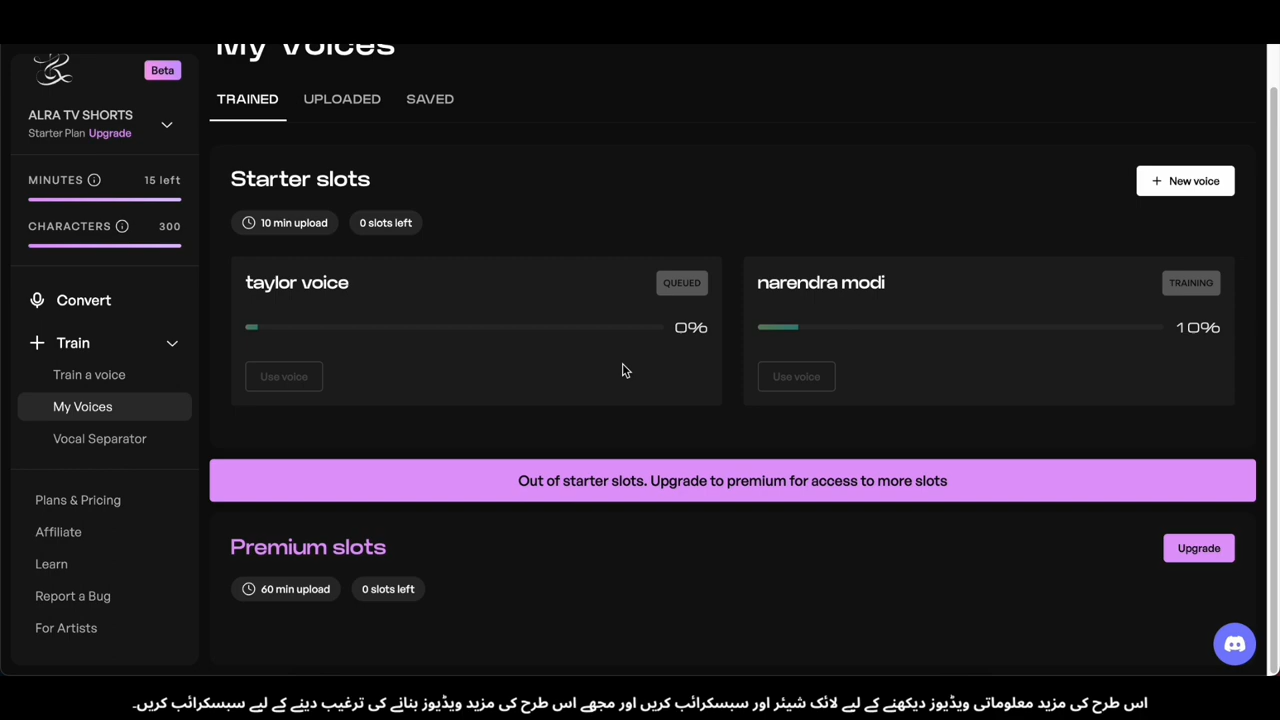 My Voices
Beta
ALRA TV SHORTS
Starter Plan Upgrade
MINUTES 15 left
CHARACTERS 300
Convert
Train
Train a voice
My Voices
Vocal Separator
Plans & Pricing
Affiliate
Learn
Report a Bug
For Artists
TRAINED UPLOADED SAVED
Starter slots
+ New voice
10 min upload 0 slots left
taylor voice QUEUED
0%
Use voice
narendra modi TRAINING
10%
Use voice
Out of starter slots. Upgrade to premium for access to more slots
Premium slots
Upgrade
60 min upload 0 slots left
اس طرح کی مزید معلوماتی ویڈیوز دیکھنے کے لیے لائک شیئر اور سبسکرائب کریں اور مجھے اس طرح کی مزید ویڈیوز بنانے کی ترغیب دینے کے لیے سبسکرائب کریں۔